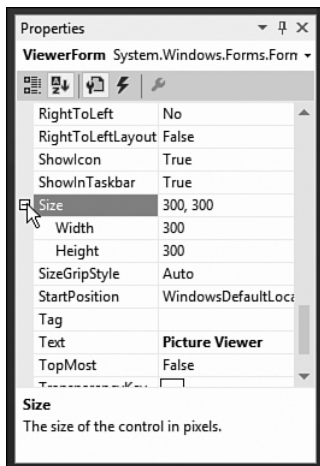 Properties
ViewerForm System.Windows.Forms.Forn
RightToLeft No
RightToLeftLayout False
ShowIcon True
ShowInTaskbar True
Size 300, 300
Width 300
Height 300
SizeGripStyle Auto
StartPosition WindowsDefaultLoca
Tag
Text Picture Viewer
TopMost False
Size
The size of the control in pixels.